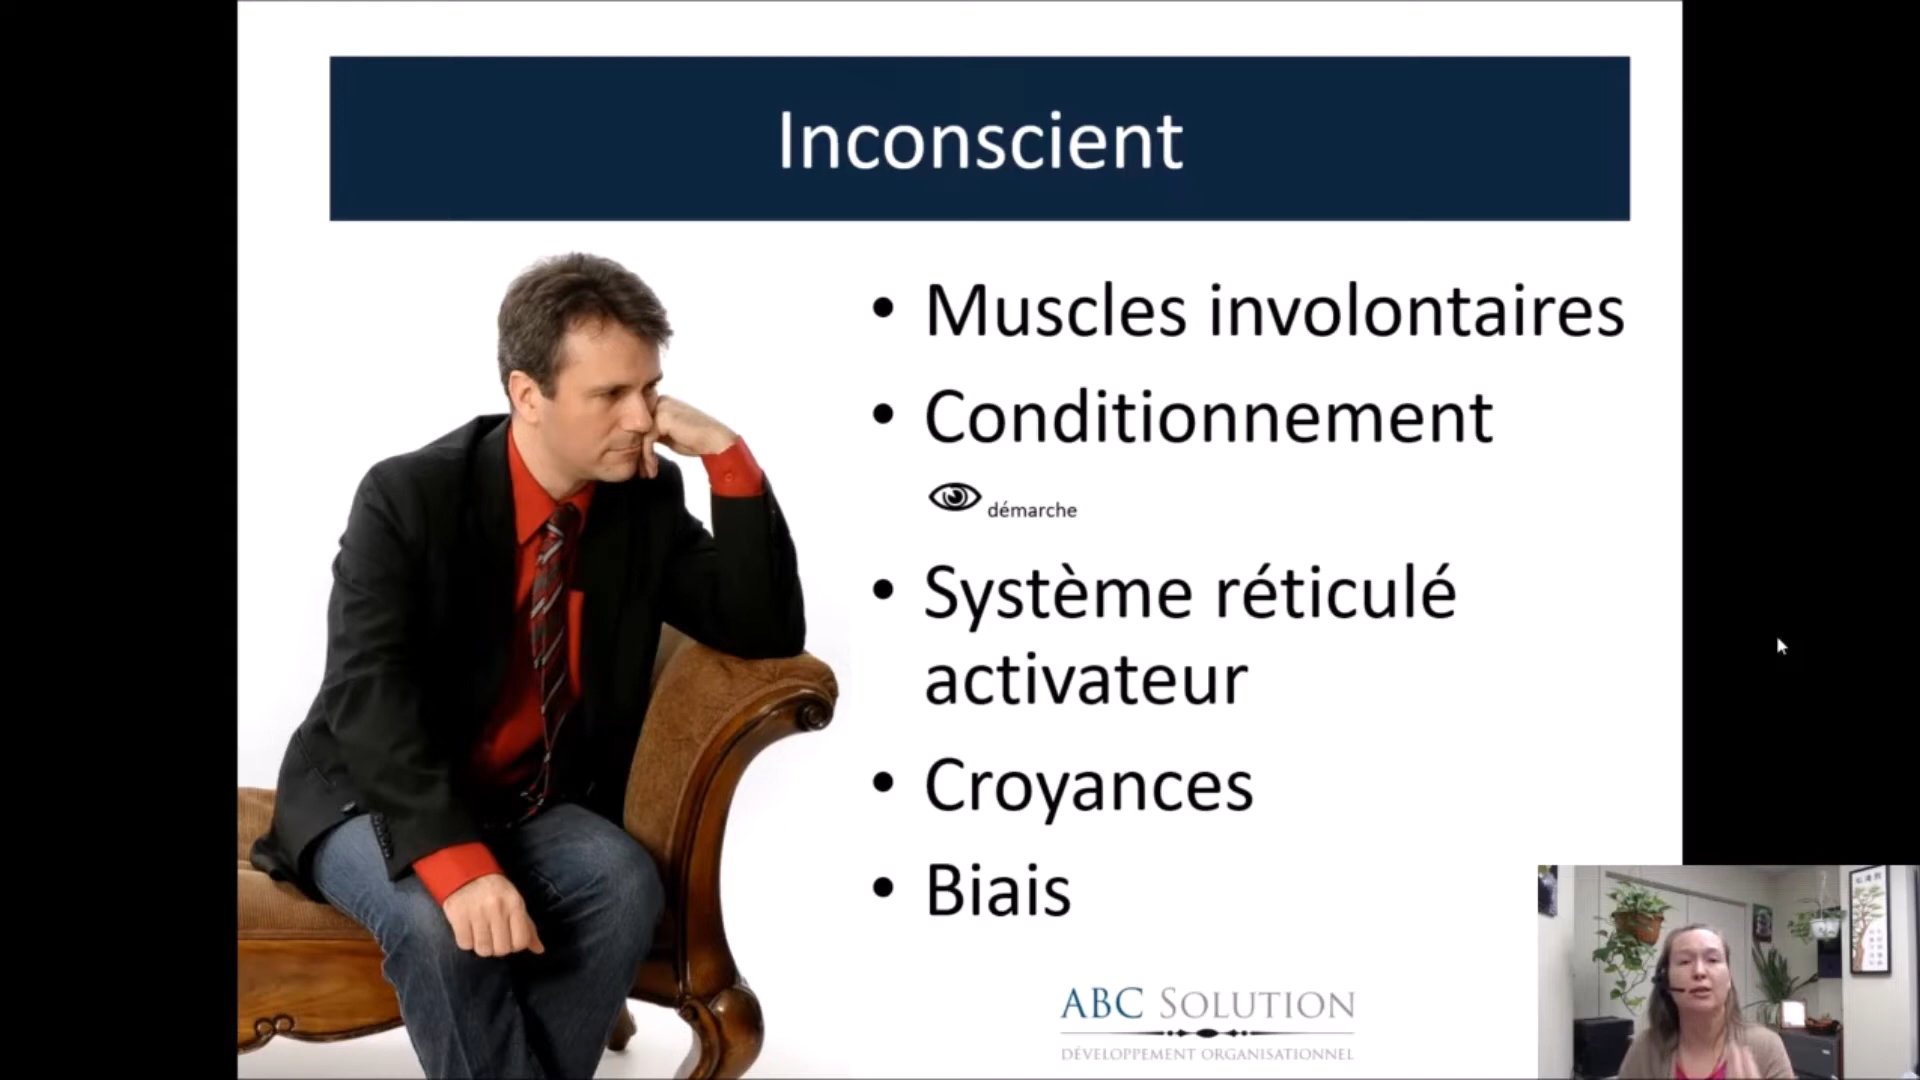 Inconscient
• Muscles involontaires
• Conditionnement
démarche
• Système réticulé
activateur
• Croyances
• Biais
ABC SOLUTION
DÉVELOPPEMENT ORGANISATIONNEL